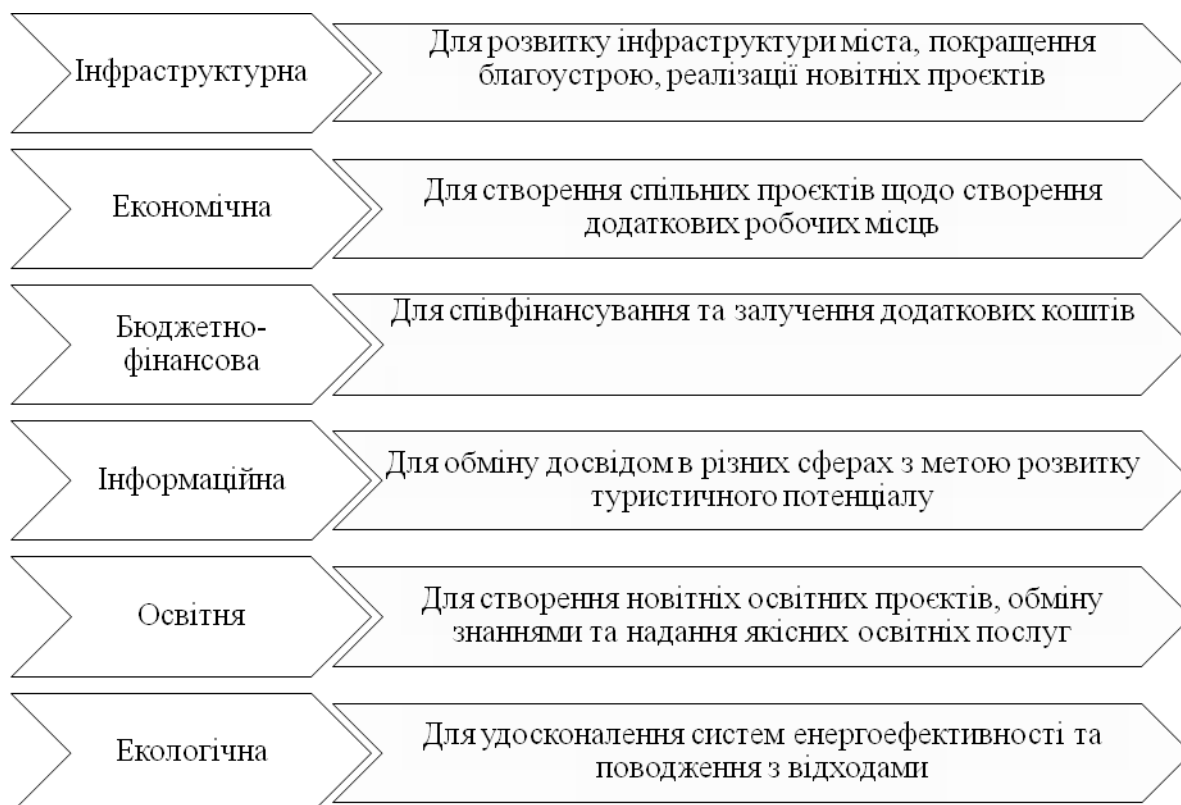 Інфраструктурна
Для розвитку інфраструктури міста, покращення
благоустрою, реалізації новітніх проєктів
Економічна
Для створення спільних проєктів щодо створення
додаткових робочих місць
Бюджетно-
фінансова
Для співфінансування та залучення додаткових коштів
Інформаційна
Для обміну досвідом в різних сферах з метою розвитку
туристичного потенціалу
Освітня
Для створення новітніх освітних проєктів, обміну
знаннями та надання якісних освітніх послуг
Екологічна
Для удосконалення систем енергоефективності та
поводження з відходами